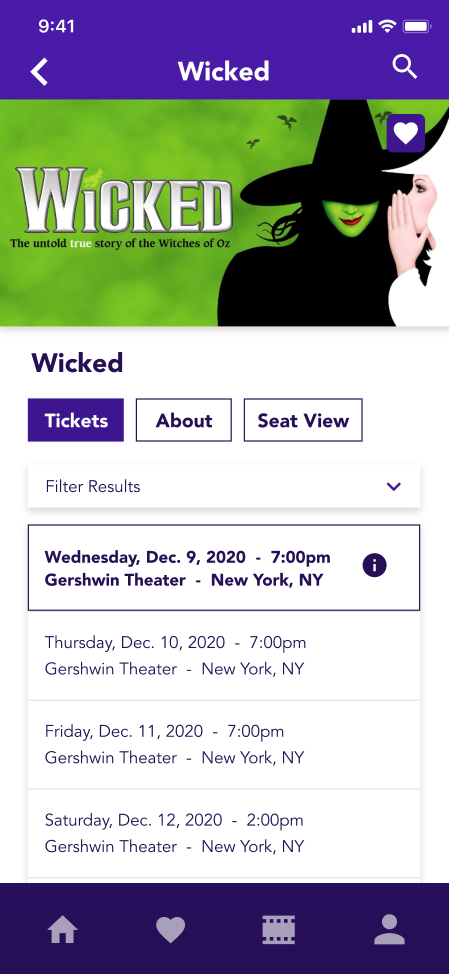 9:41
Wicked
WICKED
The untold true story of the Witches of Oz
Wicked
Tickets
About
Seat View
Filter Results
Wednesday, Dec. 9, 2020 - 7:00pm
Gershwin Theater - New York, NY
Thursday, Dec. 10, 2020 - 7:00pm
Gershwin Theater - New York, NY
Friday, Dec. 11, 2020 - 7:00pm
Gershwin Theater - New York, NY
Saturday, Dec. 12, 2020 - 2:00pm
Gershwin Theater - New York, NY